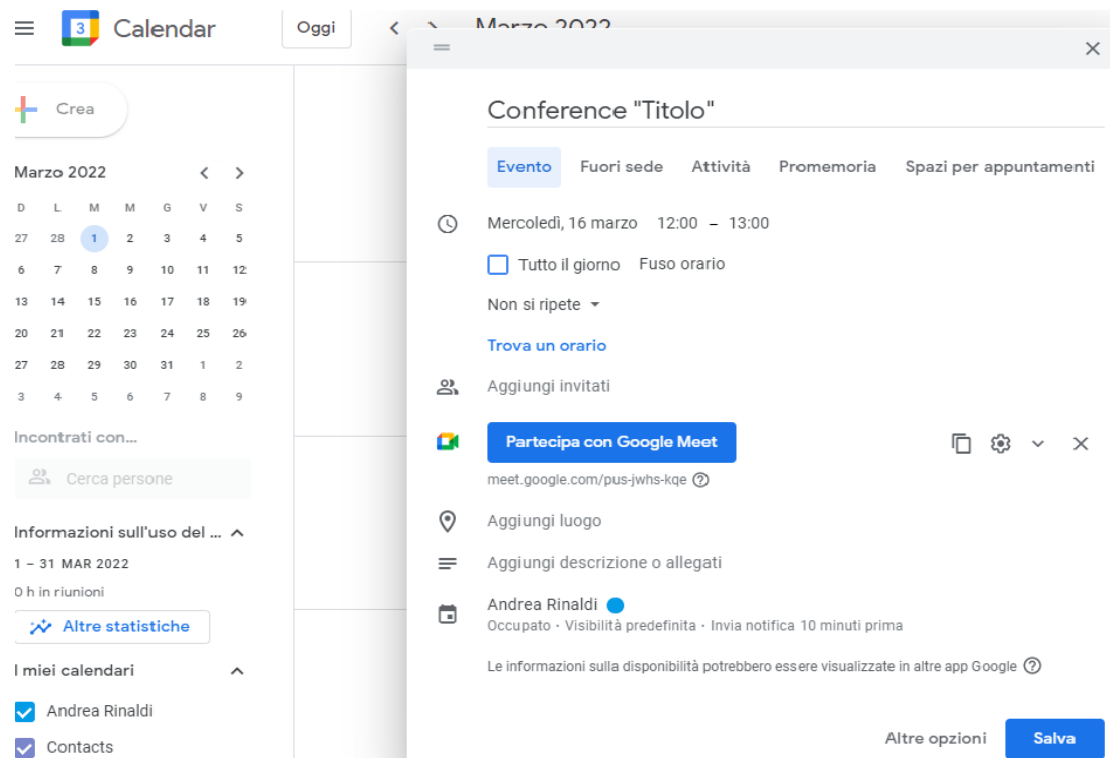 3 Calendar Oggi Marzo 2022
Crea
Marzo 2022
D L M M G V S
27 28 1 2 3 4 5
6 7 8 9 10 11 12
13 14 15 16 17 18 19
20 21 22 23 24 25 26
27 28 29 30 31 1 2
3 4 5 6 7 8 9
Incontrati con...
Cerca persone
Informazioni sull'uso del ...
1 – 31 MAR 2022
0 h in riunioni
Altre statistiche
I miei calendari
Andrea Rinaldi
Contacts
Conference "Titolo"
Evento Fuori sede Attività Promemoria Spazi per appuntamenti
Mercoledì, 16 marzo 12:00 – 13:00
Tutto il giorno Fuso orario
Non si ripete
Trova un orario
Aggiungi invitati
Partecipa con Google Meet
meet.google.com/pus-jwhs-kqe
Aggiungi luogo
Aggiungi descrizione o allegati
Andrea Rinaldi
Occupato · Visibilità predefinita · Invia notifica 10 minuti prima
Le informazioni sulla disponibilità potrebbero essere visualizzate in altre app Google
Altre opzioni Salva